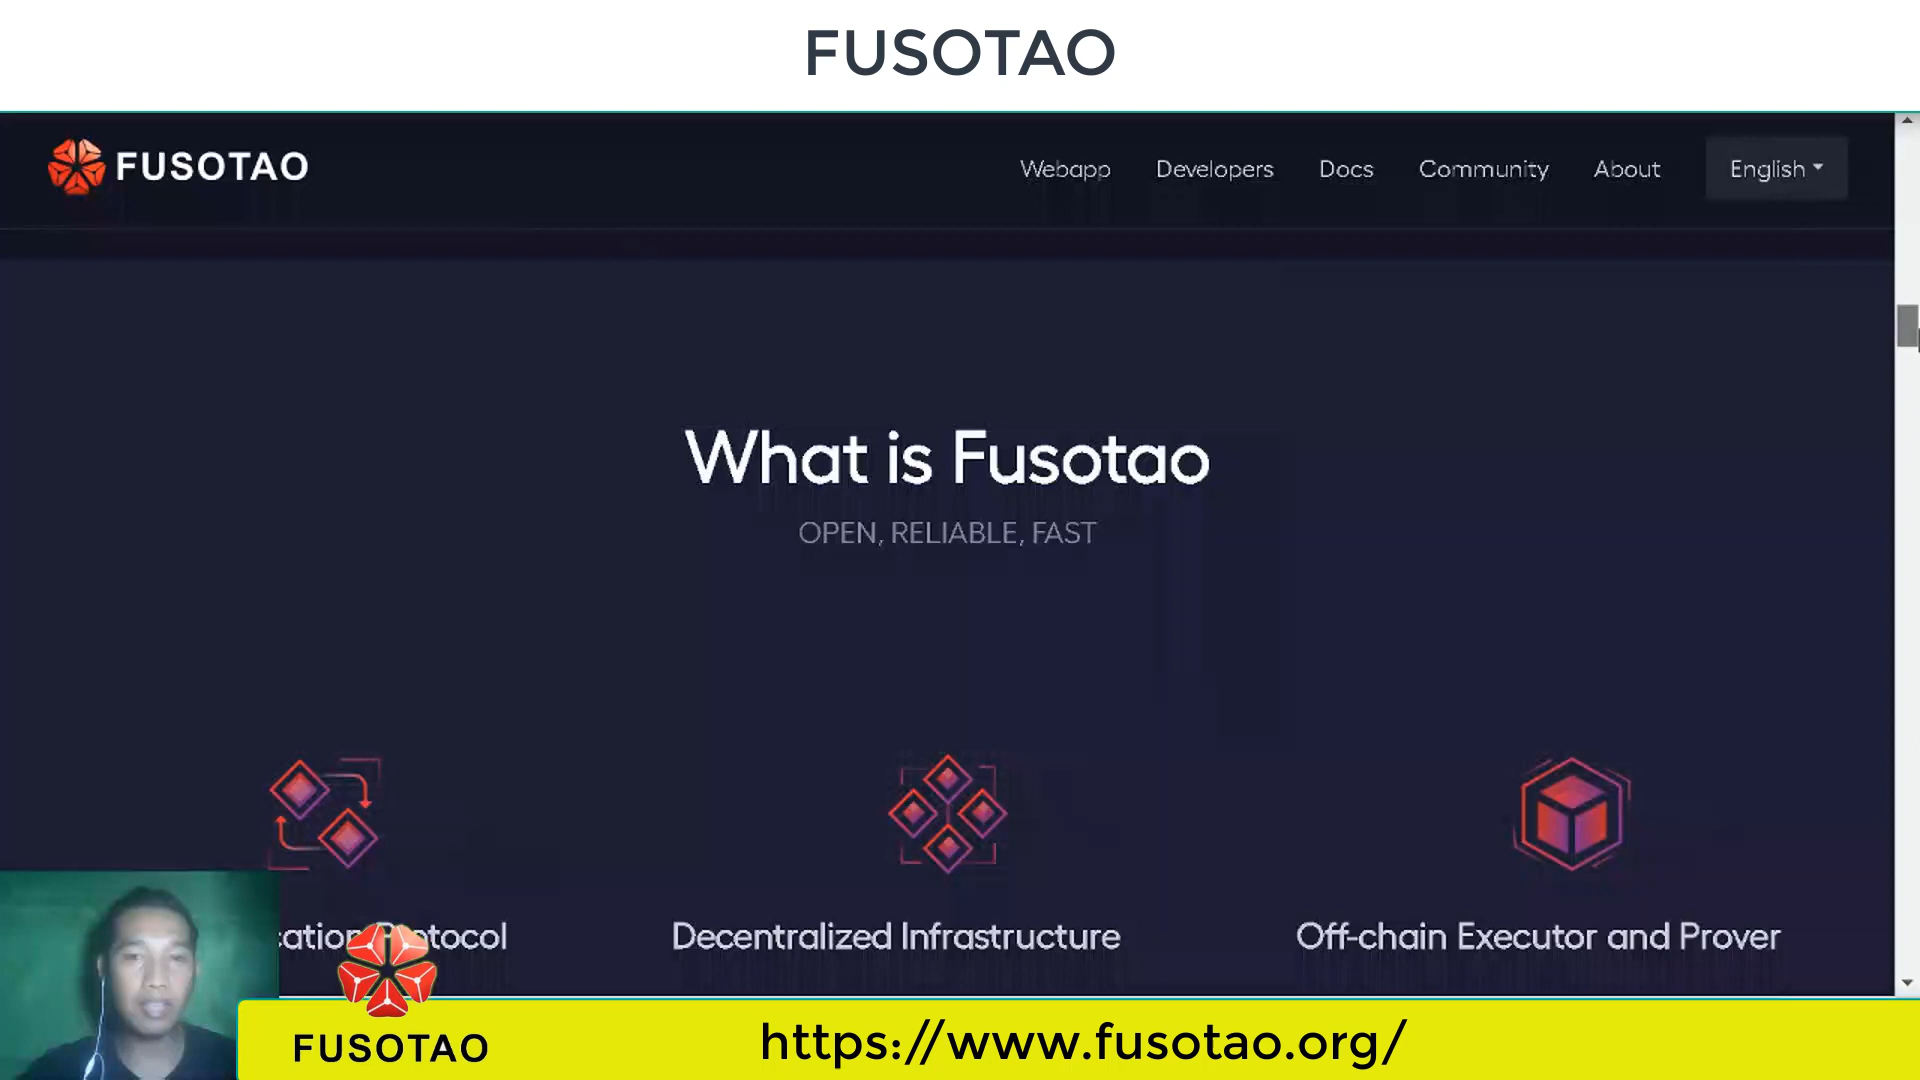 FUSOTAO
FUSOTAO
Webapp
Developers
Docs
Community
About
English
What is Fusotao
OPEN, RELIABLE, FAST
Decentralized Infrastructure
Off-chain Executor and Prover
FUSOTAO
https://www.fusotao.org/